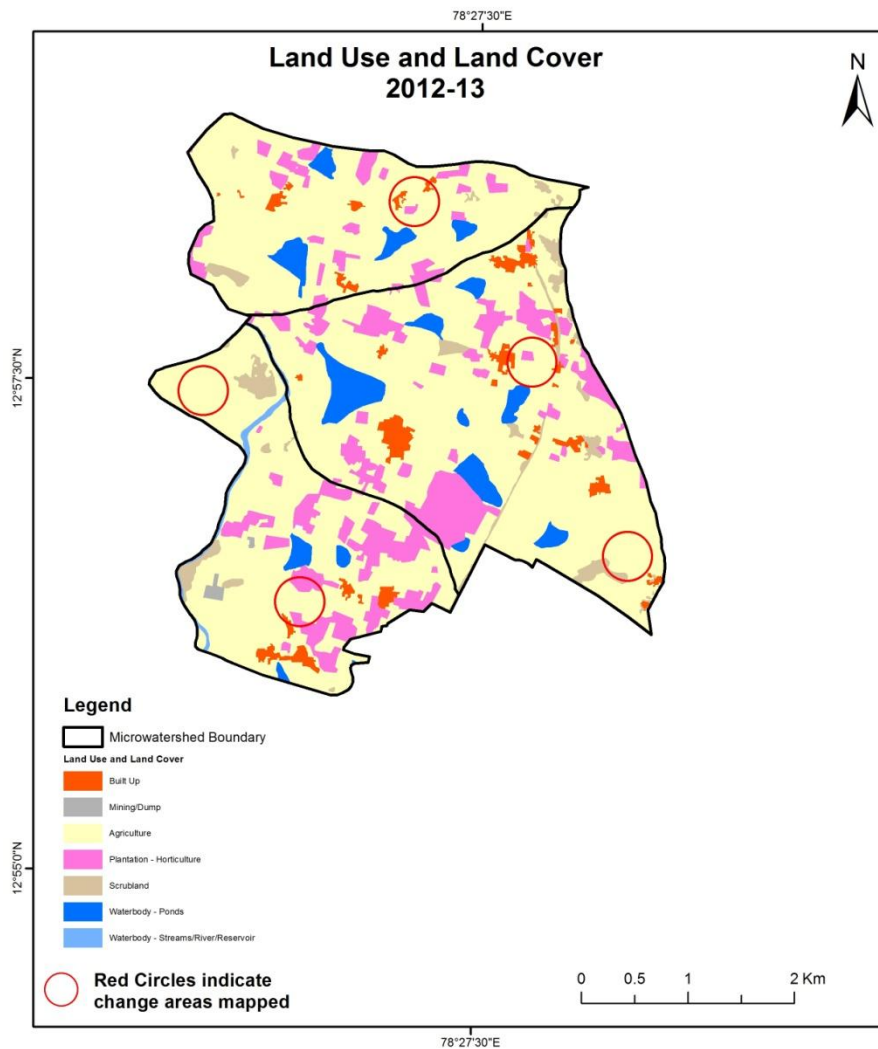 78°27'30"E
Land Use and Land Cover
2012-13
N
12°57'30"N
12°55'0"N
Legend
Microwatershed Boundary
Land Use and Land Cover
Built Up
Mining/Dump
Agriculture
Plantation - Horticulture
Scrubland
Waterbody - Ponds
Waterbody - Streams/River/Reservoir
Red Circles indicate
change areas mapped
0 0.5 1 2 Km
78°27'30"E